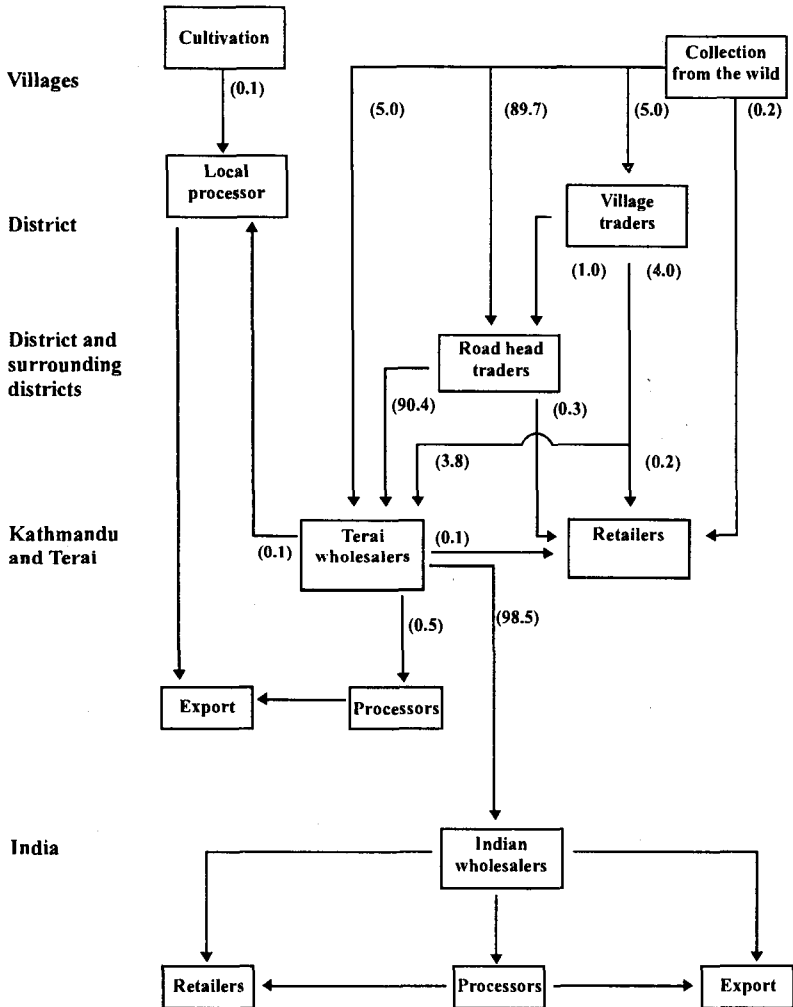 Cultivation
Collection
from the wild
Villages
(0.1)
(5.0)
(89.7)
(5.0)
(0.2)
Local
processor
Village
traders
District
(1.0)
(4.0)
District and
surrounding
districts
Road head
traders
(90.4)
(0.3)
(3.8)
(0.2)
Kathmandu
and Terai
(0.1)
Terai
wholesalers
(0.1)
Retailers
(0.5)
(98.5)
Export
Processors
India
Indian
wholesalers
Retailers
Processors
Export